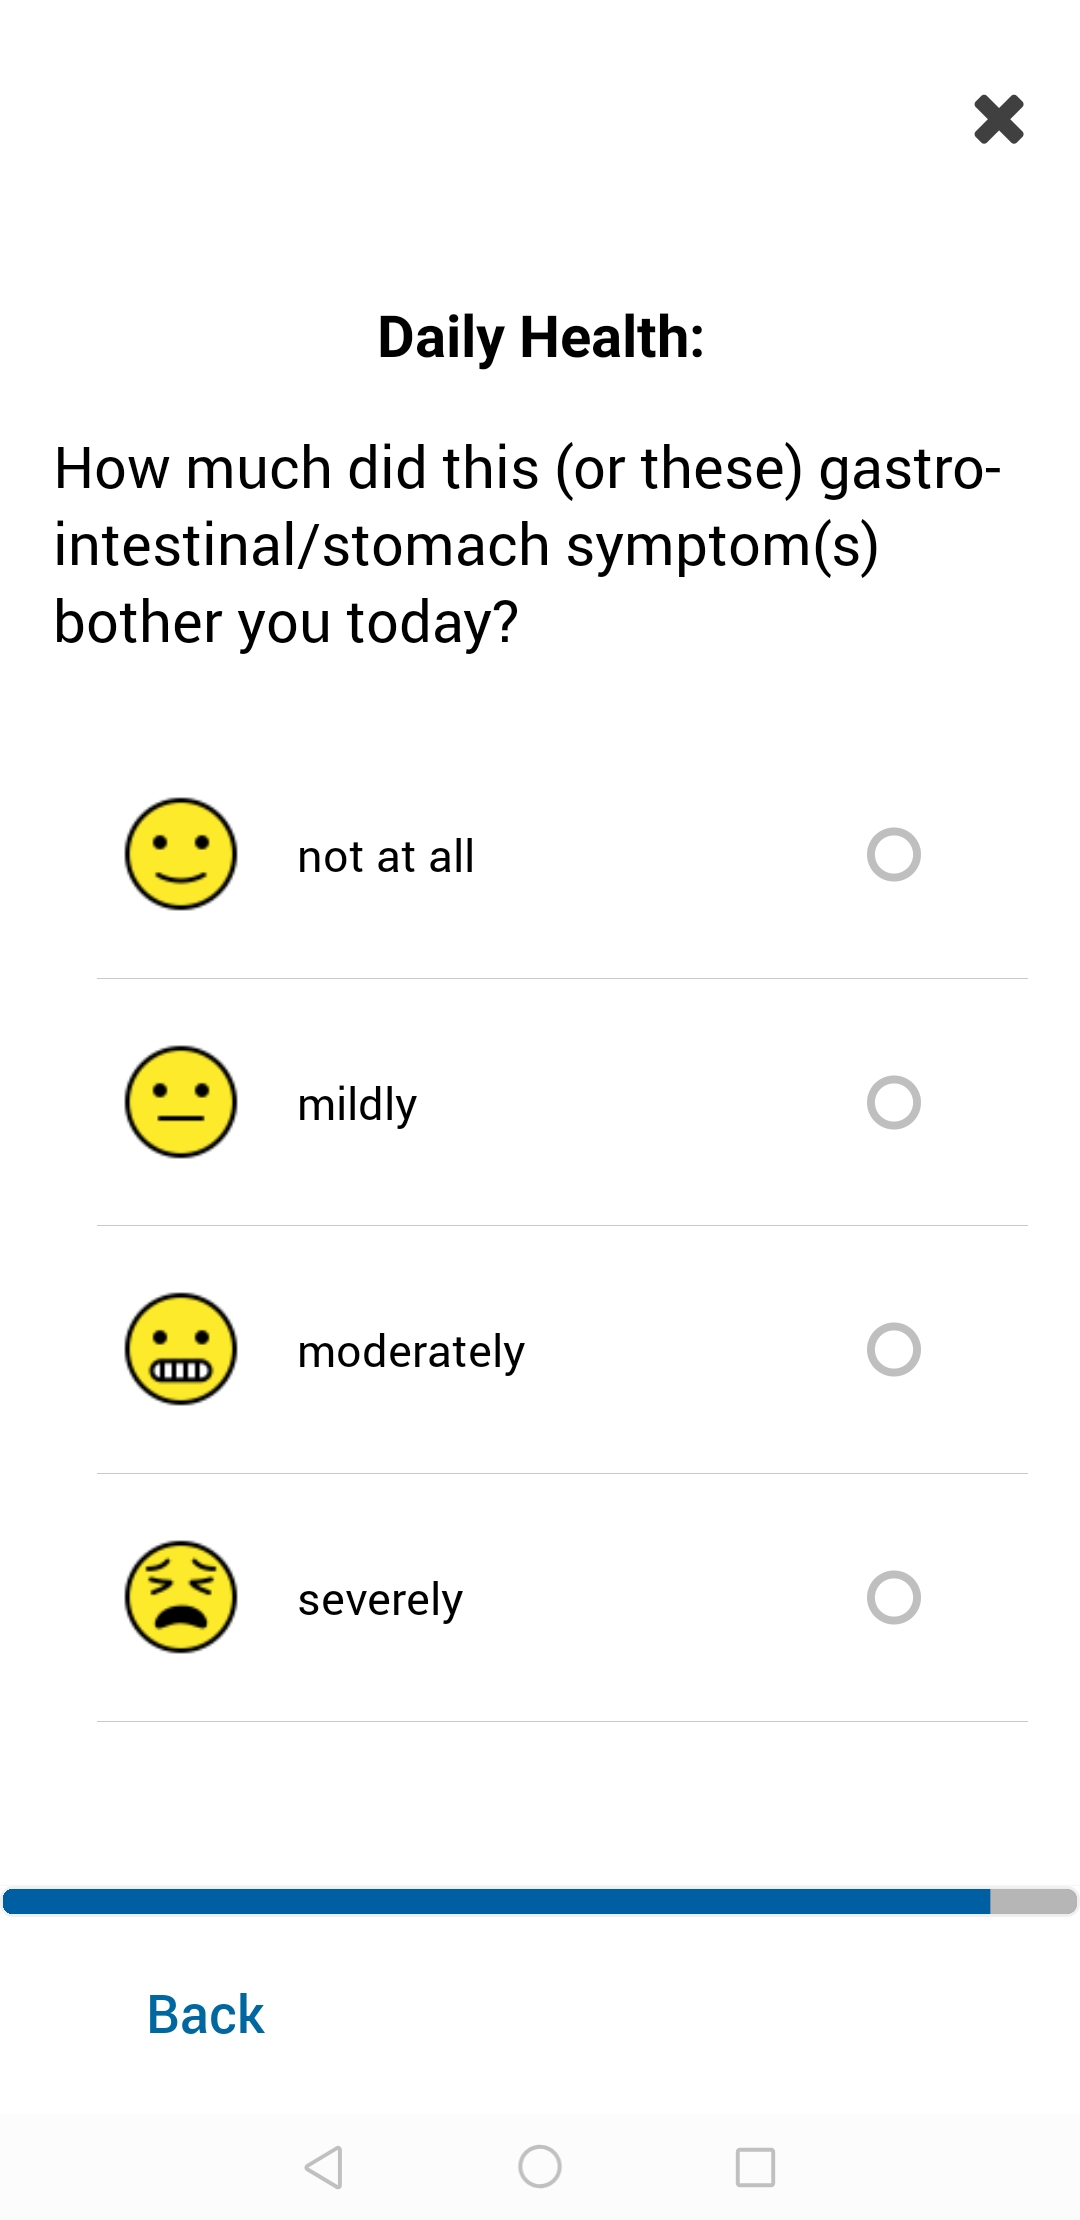 Daily Health:
How much did this (or these) gastro-
intestinal/stomach symptom(s)
bother you today?
not at all
mildly
moderately
severely
Back